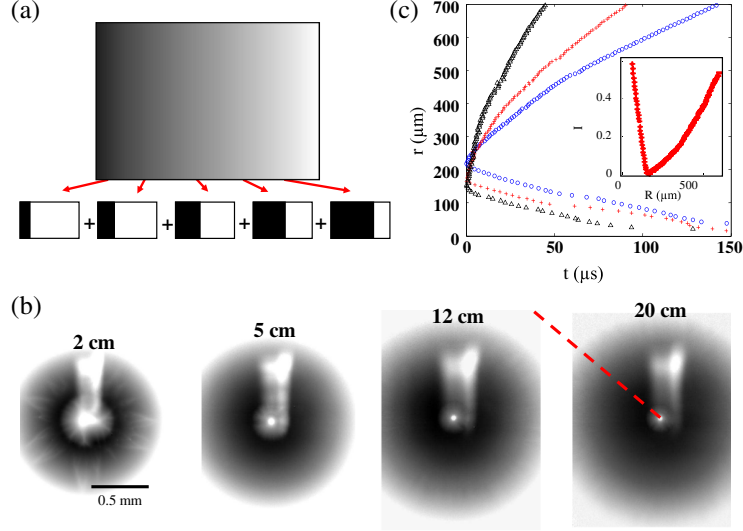 (a)
+ + + +
(b)
2 cm
5 cm
12 cm
20 cm
0.5 mm
(c)
700
600
500
400
300
200
100
0
r (μm)
0 50 100 150
t (μs)
0.4
0.2
0
I
0 500
R (μm)